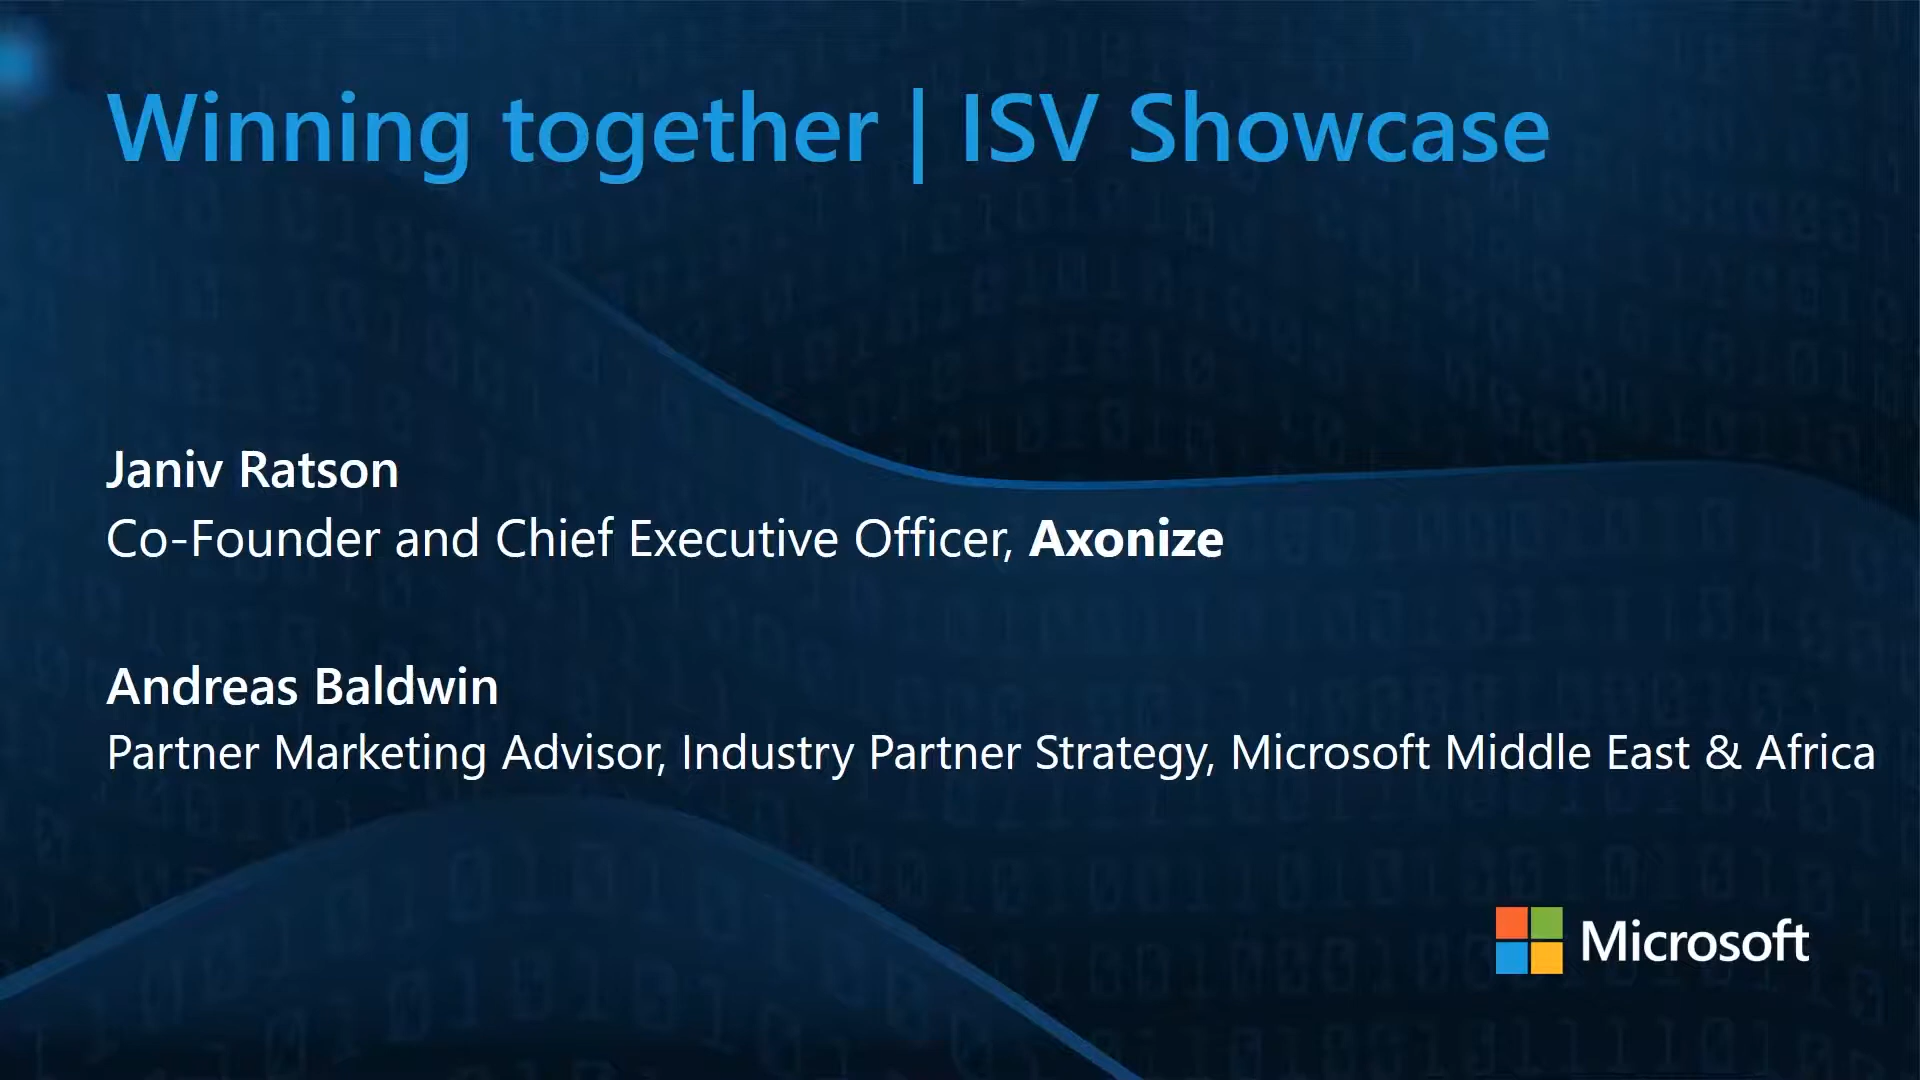 Winning together | ISV Showcase
Janiv Ratson
Co-Founder and Chief Executive Officer, Axonize
Andreas Baldwin
Partner Marketing Advisor, Industry Partner Strategy, Microsoft Middle East & Africa
Microsoft